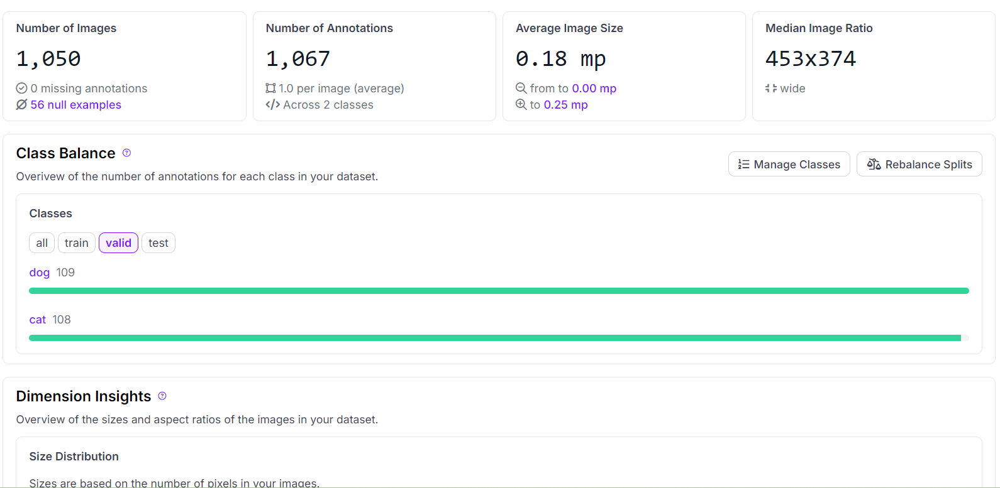 Number of Images
1,050
0 missing annotations
56 null examples
Number of Annotations
1,067
1.0 per image (average)
Across 2 classes
Average Image Size
0.18 mp
from to 0.00 mp
to 0.25 mp
Median Image Ratio
453x374
wide
Class Balance
Overivew of the number of annotations for each class in your dataset.
Manage Classes
Rebalance Splits
Classes
all train valid test
dog 109
cat 108
Dimension Insights
Overview of the sizes and aspect ratios of the images in your dataset.
Size Distribution
Sizes are based on the number of pixels in your images.